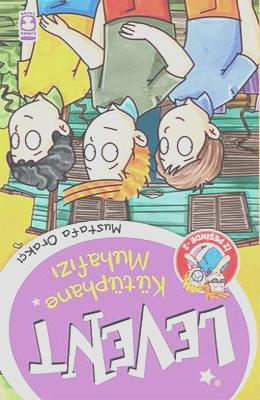 LEVENT
Kütüphane
Muhafızı
İZ PEŞİNDE - 2
Mustafa Orakçı